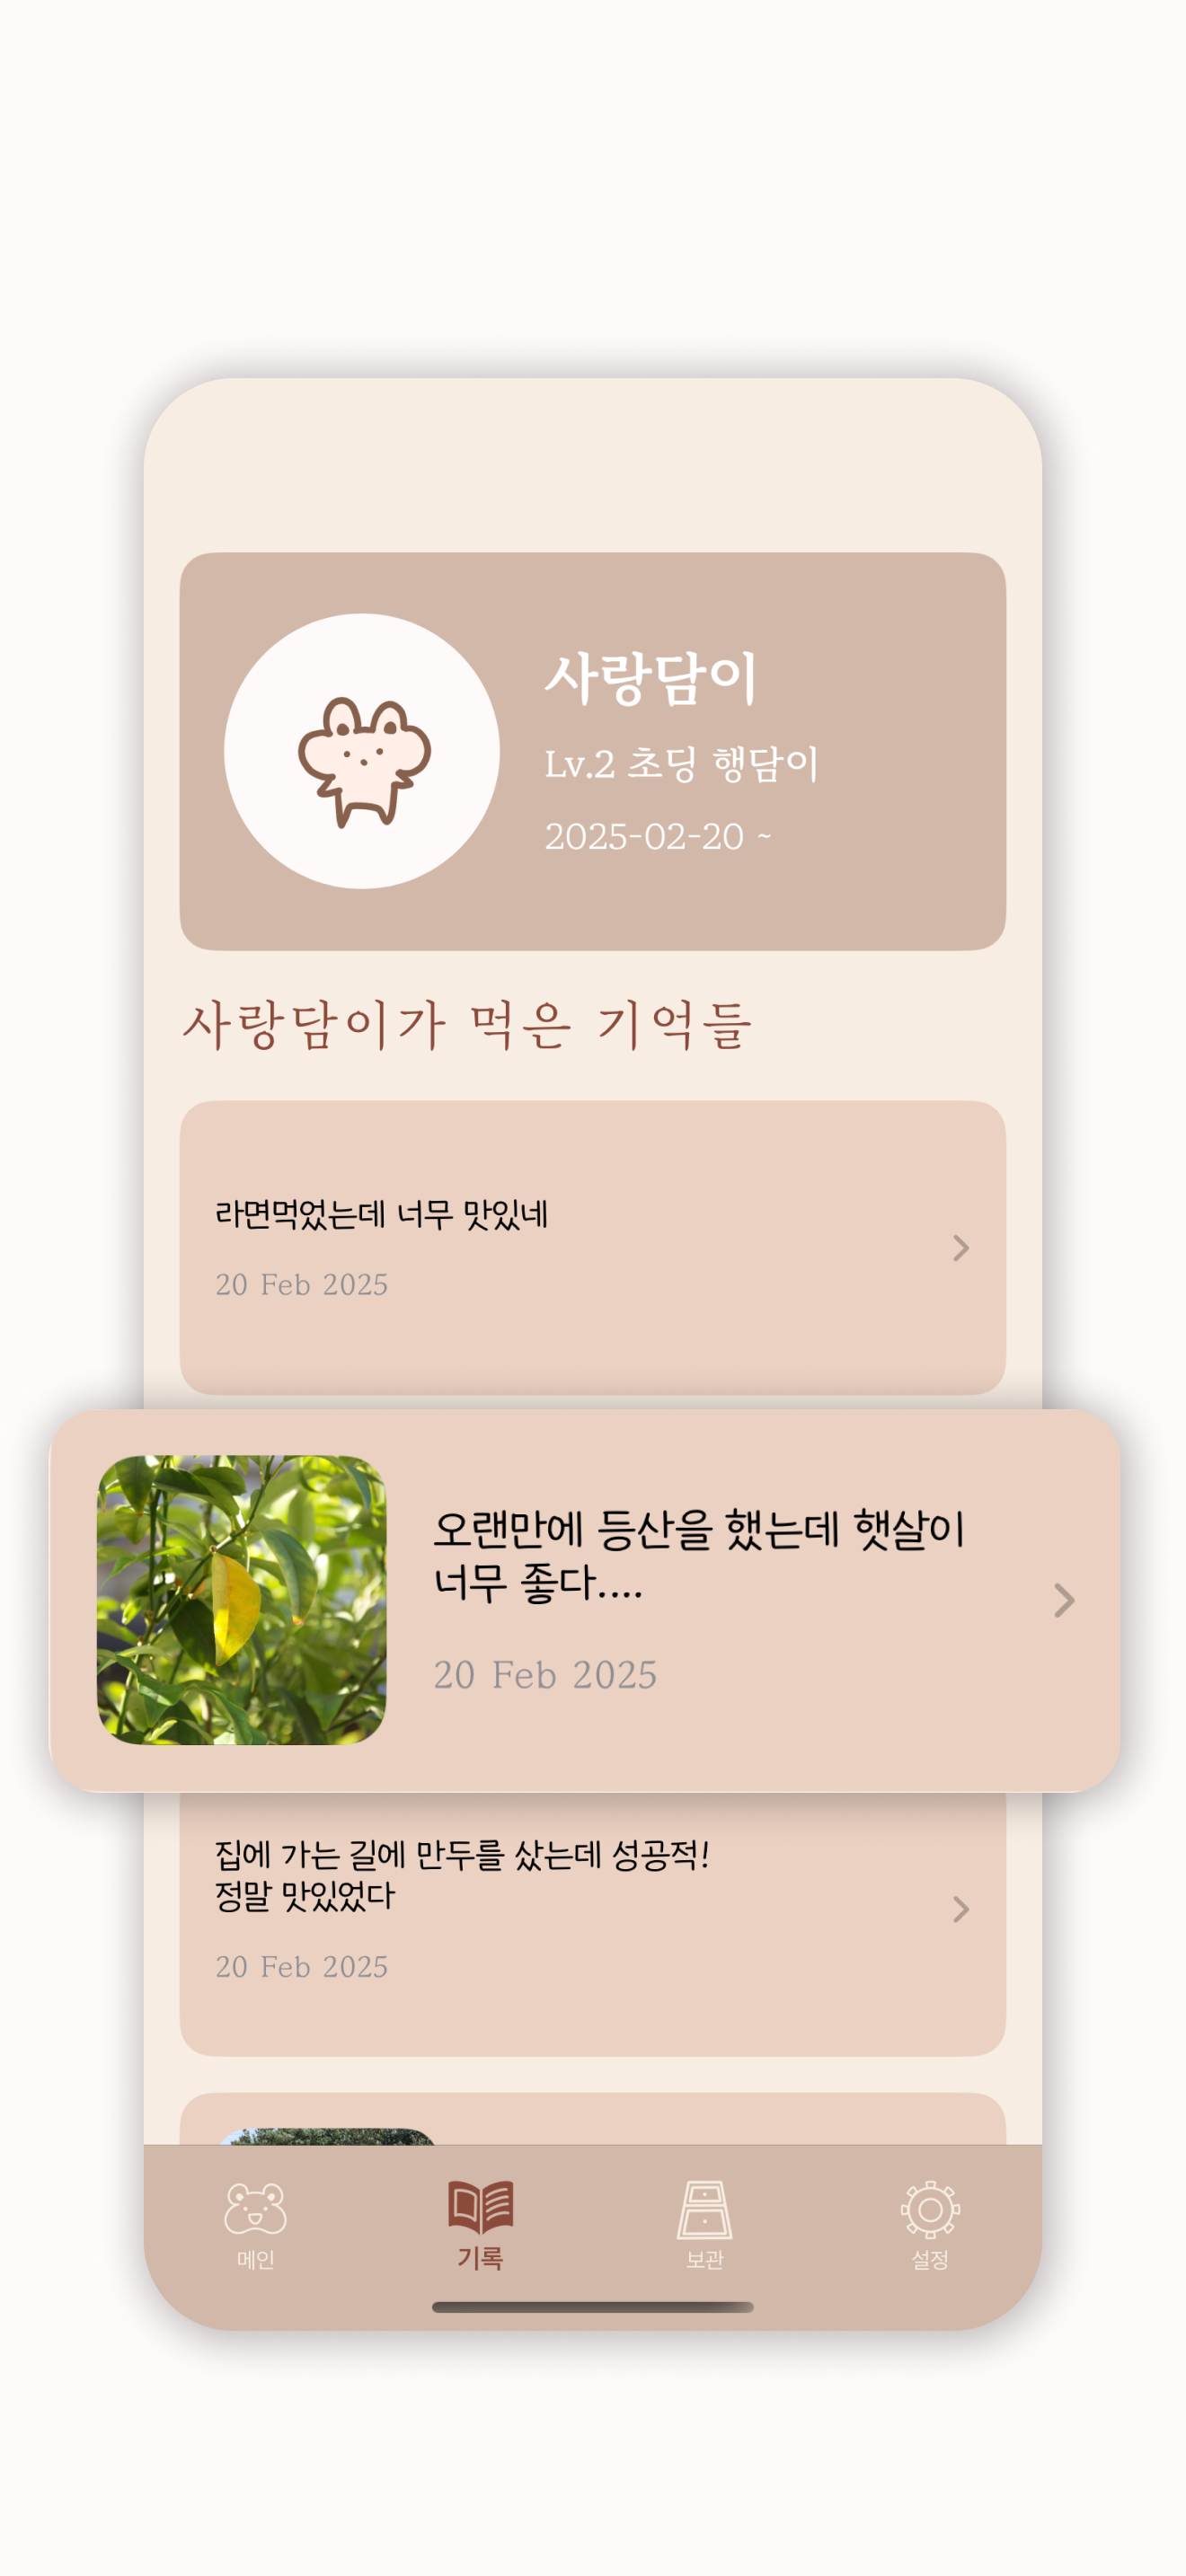 사랑담이
Lv.2 초딩 행담이
2025-02-20 ~
사랑담이가 먹은 기억들
라면먹었는데 너무 맛있네
20 Feb 2025
오랜만에 등산을 했는데 햇살이
너무 좋다....
20 Feb 2025
집에 가는 길에 만두를 샀는데 성공적!
정말 맛있었다
20 Feb 2025
메인
기록
보관
설정